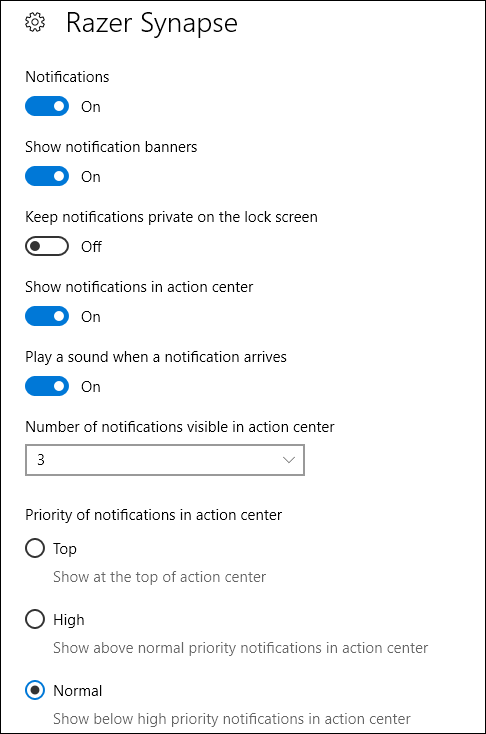 Razer Synapse
Notifications
On
Show notification banners
On
Keep notifications private on the lock screen
Off
Show notifications in action center
On
Play a sound when a notification arrives
On
Number of notifications visible in action center
3
Priority of notifications in action center
Top
Show at the top of action center
High
Show above normal priority notifications in action center
Normal
Show below high priority notifications in action center